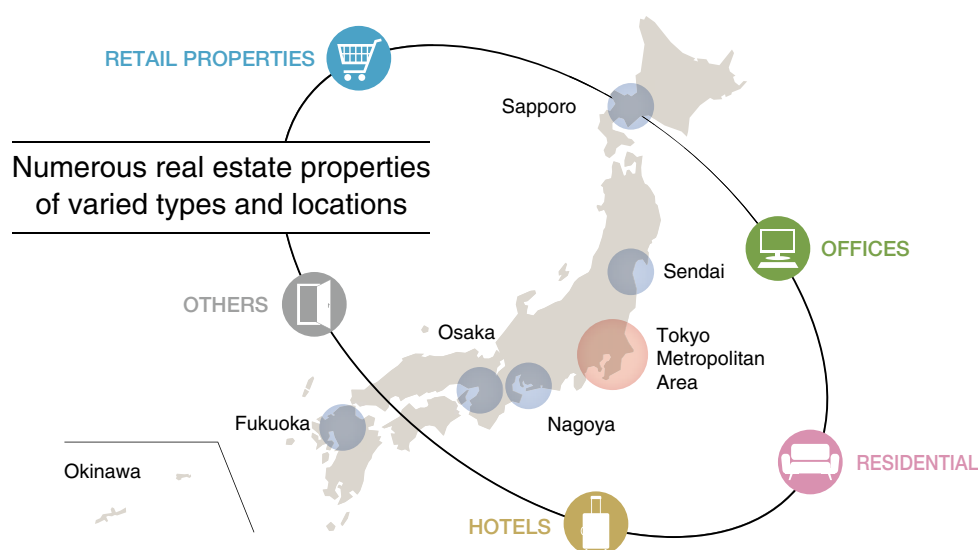 RETAIL PROPERTIES
Sapporo
Numerous real estate properties
of varied types and locations
OFFICES
Sendai
OTHERS
Osaka
Tokyo
Metropolitan
Area
Fukuoka
Nagoya
Okinawa
RESIDENTIAL
HOTELS